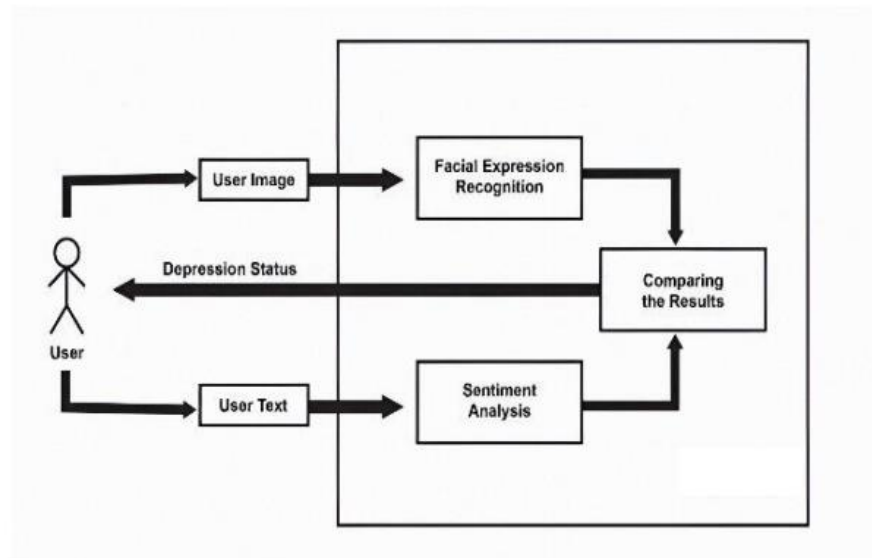 User Image
Facial Expression
Recognition
Depression Status
Comparing
the Results
User
User Text
Sentiment
Analysis